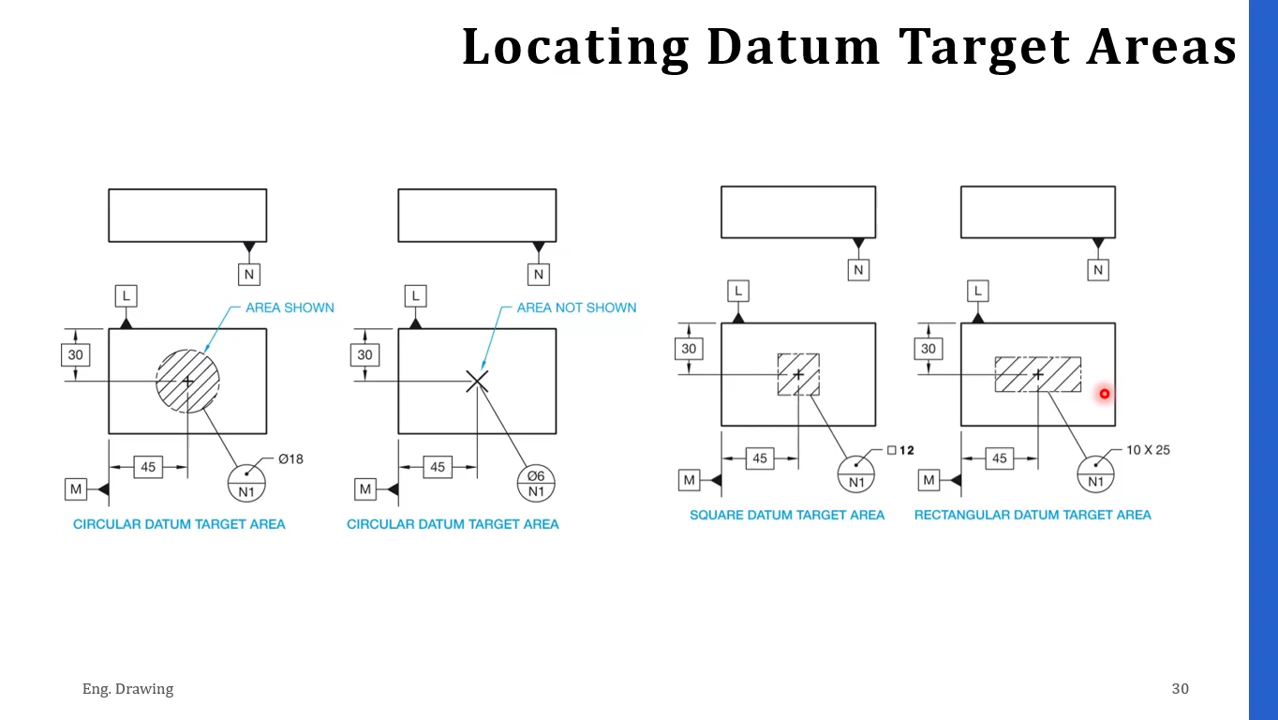 Locating Datum Target Areas
N
L
AREA SHOWN
30
45
Ø18
N1
M
CIRCULAR DATUM TARGET AREA
N
L
AREA NOT SHOWN
30
45
Ø6
N1
M
CIRCULAR DATUM TARGET AREA
N
L
30
45
□ 12
N1
M
SQUARE DATUM TARGET AREA
N
L
30
45
10 X 25
N1
M
RECTANGULAR DATUM TARGET AREA
Eng. Drawing
30